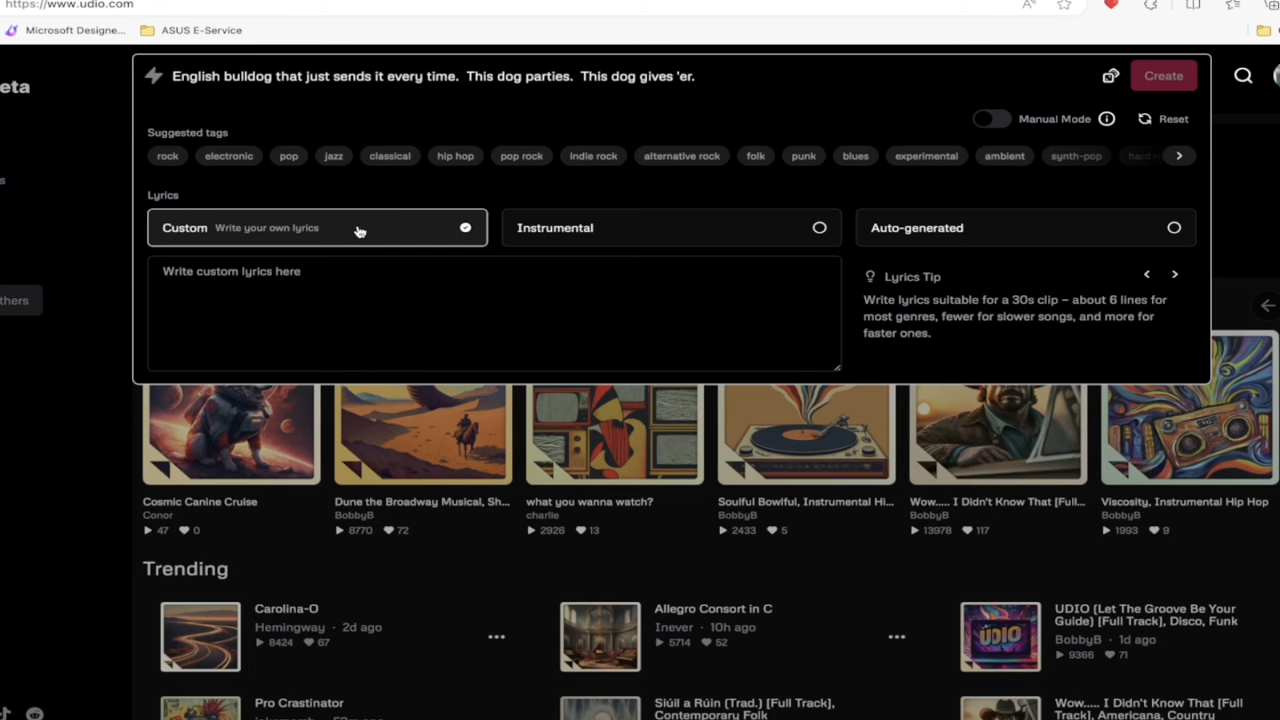 https://www.udio.com
Microsoft Designe...
ASUS E-Service
eta
English bulldog that just sends it every time. This dog parties. This dog gives 'er.
Create
Manual Mode
Reset
Suggested tags
rock
electronic
pop
jazz
classical
hip hop
pop rock
indie rock
alternative rock
folk
punk
blues
experimental
ambient
synth-pop
hard
s
Lyrics
Custom Write your own lyrics
Instrumental
Auto-generated
Write custom lyrics here
Lyrics Tip
Write lyrics suitable for a 30s clip – about 6 lines for
most genres, fewer for slower songs, and more for
faster ones.
thers
Cosmic Canine Cruise
Conor
47 0
Dune the Broadway Musical, Sh...
BobbyB
8770 72
what you wanna watch?
charlie
2926 13
Soulful Bowlful, Instrumental Hi...
BobbyB
2433 5
Wow..... I Didn't Know That [Full...
BobbyB
13978 117
Viscosity, Instrumental Hip Hop
BobbyB
1993 9
Trending
Carolina-O
Hemingway · 2d ago
8424 67
Allegro Consort in C
Inever · 10h ago
5714 52
UDIO
UDIO (Let The Groove Be Your
Guide) [Full Track], Disco, Funk
BobbyB · 1d ago
9366 71
Pro Crastinator
Siúil a Rúin (Trad.) [Full Track],
Contemporary Folk
Wow..... I Didn't Know That [Full
Track], Americana, Country